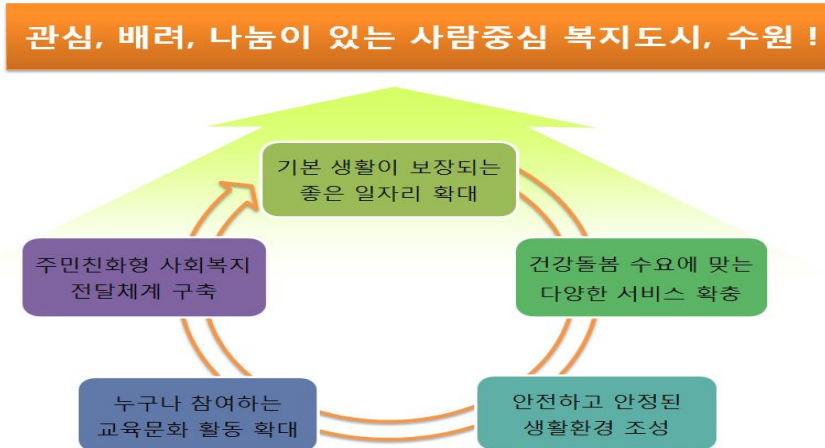 관심, 배려, 나눔이 있는 사람중심 복지도시, 수원 !
기본 생활이 보장되는
좋은 일자리 확대
주민친화형 사회복지
전달체계 구축
건강돌봄 수요에 맞는
다양한 서비스 확충
누구나 참여하는
교육문화 활동 확대
안전하고 안정된
생활환경 조성